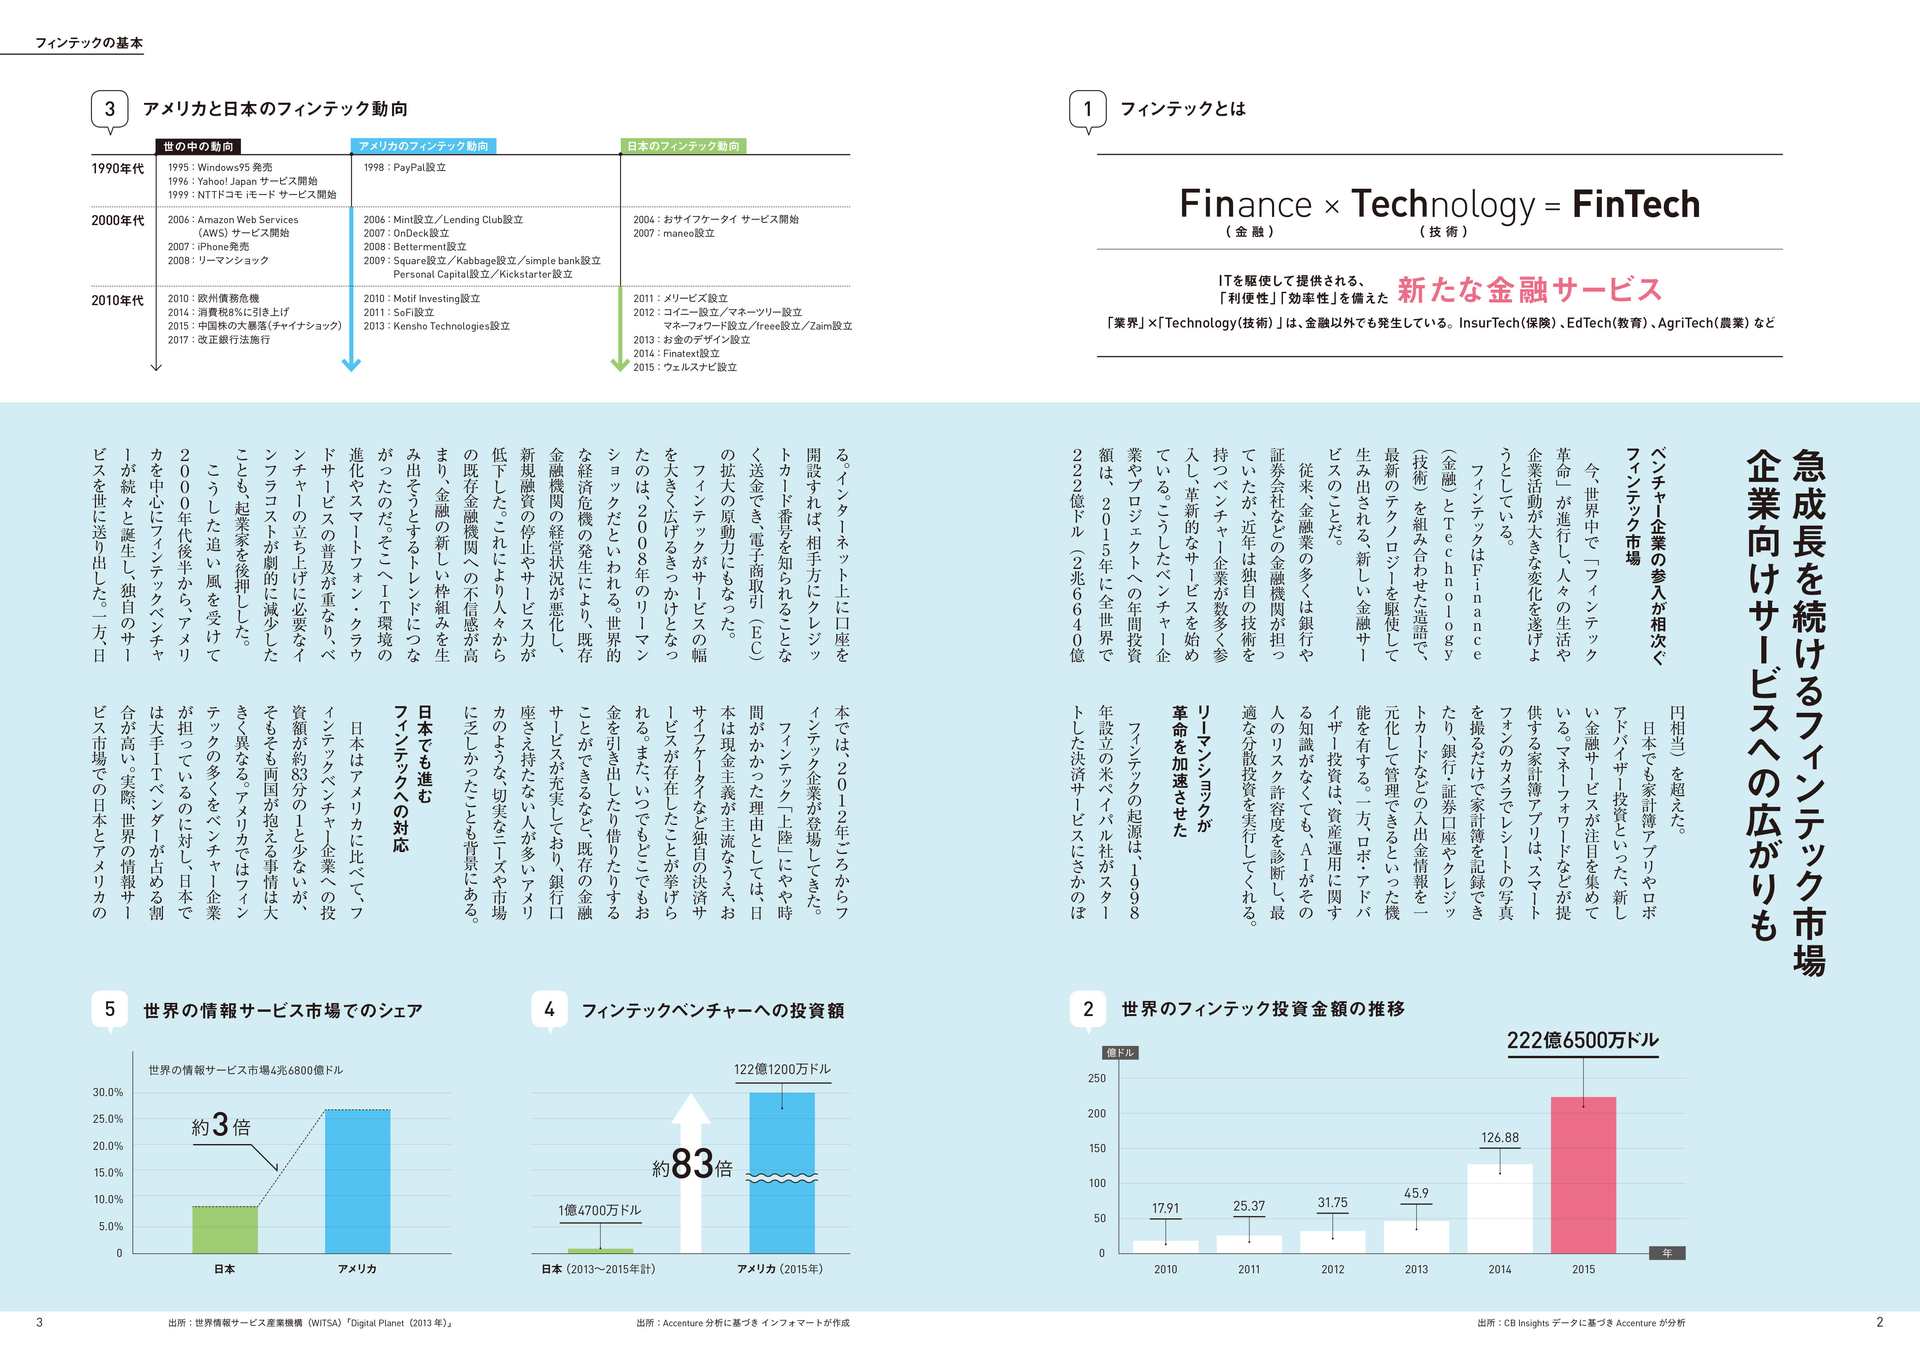 フィンテックの基本
1
フィンテックとは
Finance × Technology = FinTech
(金融)
(技術)
ITを駆使して提供される、
「利便性」「効率性」を備えた 新たな金融サービス
「業界」×「Technology(技術)」は、金融以外でも発生している。InsurTech(保険)、EdTech(教育)、AgriTech(農業)など
急成長を続けるフィンテック市場
企業向けサービスへの広がりも
ベンチャー企業の参入が相次ぐ
フィンテック市場
今、世界中で「フィンテック
革命」が進行し、人々の生活や
企業活動が大きな変化を遂げよ
うとしている。
フィンテックはFinance
(金融)とTechnology
(技術)を組み合わせた造語で、
最新のテクノロジーを駆使して
生み出される、新しい金融サー
ビスのことだ。
従来、金融業の多くは銀行や
証券会社などの金融機関が担っ
ていたが、近年は独自の技術を
持つベンチャー企業が数多く参
入し、革新的なサービスを始め
ている。こうしたベンチャー企
業やプロジェクトへの年間投資
額は、2015年に全世界で
222億ドル(2兆6640億
円相当)を超えた。
日本でも家計簿アプリやロボ
アドバイザー投資といった、新し
い金融サービスが注目を集めて
いる。マネーフォワードなどが提
供する家計簿アプリは、スマート
フォンのカメラでレシートの写真
を撮るだけで家計簿を記録でき
たり、銀行・証券口座やクレジッ
トカードなどの入出金情報を一
元化して管理できるといった機
能を有する。一方、ロボ・アドバ
イザー投資は、資産運用に関す
る知識がなくても、AIがその
人のリスク許容度を診断し、最
適な分散投資を実行してくれる。
リーマンショックが
革命を加速させた
フィンテックの起源は、1998
年設立の米ペイパル社がスター
トした決済サービスにさかのぼ
2
世界のフィンテック投資金額の推移
222億6500万ドル
億ドル
250
200
150
100
50
0
17.91
25.37
31.75
45.9
126.88
2010
2011
2012
2013
2014
2015
年
出所:CB Insights データに基づき Accenture が分析
2
3
アメリカと日本のフィンテック動向
世の中の動向
アメリカのフィンテック動向
日本のフィンテック動向
1990年代
1995:Windows95 発売
1996:Yahoo! Japan サービス開始
1999:NTTドコモ iモード サービス開始
1998:PayPal設立
2000年代
2006:Amazon Web Services
(AWS) サービス開始
2007:iPhone発売
2008:リーマンショック
2006:Mint設立/Lending Club設立
2007:OnDeck設立
2008:Betterment設立
2009:Square設立/Kabbage設立/simple bank設立
Personal Capital設立/Kickstarter設立
2004:おサイフケータイ サービス開始
2007:maneo設立
2010年代
2010:欧州債務危機
2014:消費税8%に引き上げ
2015:中国株の大暴落(チャイナショック)
2017:改正銀行法施行
2010:Motif Investing設立
2011:SoFi設立
2013:Kensho Technologies設立
2011:メリービズ設立
2012:コイニー設立/マネーツリー設立
マネーフォワード設立/freee設立/Zaim設立
2013:お金のデザイン設立
2014:Finatext設立
2015:ウェルスナビ設立
る。インターネット上に口座を
開設すれば、相手方にクレジッ
トカード番号を知られることな
く送金でき、電子商取引(EC)
の拡大の原動力にもなった。
フィンテックがサービスの幅
を大きく広げるきっかけとなっ
たのは、2008年のリーマン
ショックだといわれる。世界的
な経済危機の発生により、既存
金融機関の経営状況が悪化し、
新規融資の停止やサービス力が
低下した。これにより人々から
の既存金融機関への不信感が高
まり、金融の新しい枠組みを生
み出そうとするトレンドにつな
がったのだ。そこへIT環境の
進化やスマートフォン・クラウ
ドサービスの普及が重なり、ベ
ンチャーの立ち上げに必要なイ
ンフラコストが劇的に減少した
ことも、起業家を後押しした。
こうした追い風を受けて
2000年代後半から、アメリ
カを中心にフィンテックベンチャ
ーが続々と誕生し、独自のサー
ビスを世に送り出した。一方、日
本では、2012年ごろからフ
ィンテック企業が登場してきた。
フィンテック「上陸」にやや時
間がかかった理由としては、日
本は現金主義が主流なうえ、お
サイフケータイなど独自の決済サ
ービスが存在したことが挙げら
れる。また、いつでもどこでもお
金を引き出したり借りたりする
ことができるなど、既存の金融
サービスが充実しており、銀行口
座さえ持たない人が多いアメリ
カのような、切実なニーズや市場
に乏しかったことも背景にある。
日本でも進む
フィンテックへの対応
日本はアメリカに比べて、フ
ィンテックベンチャー企業への投
資額が約83分の1と少ないが、
そもそも両国が抱える事情は大
きく異なる。アメリカではフィン
テックの多くをベンチャー企業
が担っているのに対し、日本で
は大手ITベンダーが占める割
合が高い。実際、世界の情報サー
ビス市場での日本とアメリカの
4
フィンテックベンチャーへの投資額
122億1200万ドル
約83倍
1億4700万ドル
日本(2013〜2015年計)
アメリカ(2015年)
出所:Accenture 分析に基づき インフォマートが作成
5
世界の情報サービス市場でのシェア
世界の情報サービス市場4兆6800億ドル
30.0%
25.0%
20.0%
15.0%
10.0%
5.0%
0
約3倍
日本
アメリカ
出所:世界情報サービス産業機構(WITSA)「Digital Planet(2013年)」
3